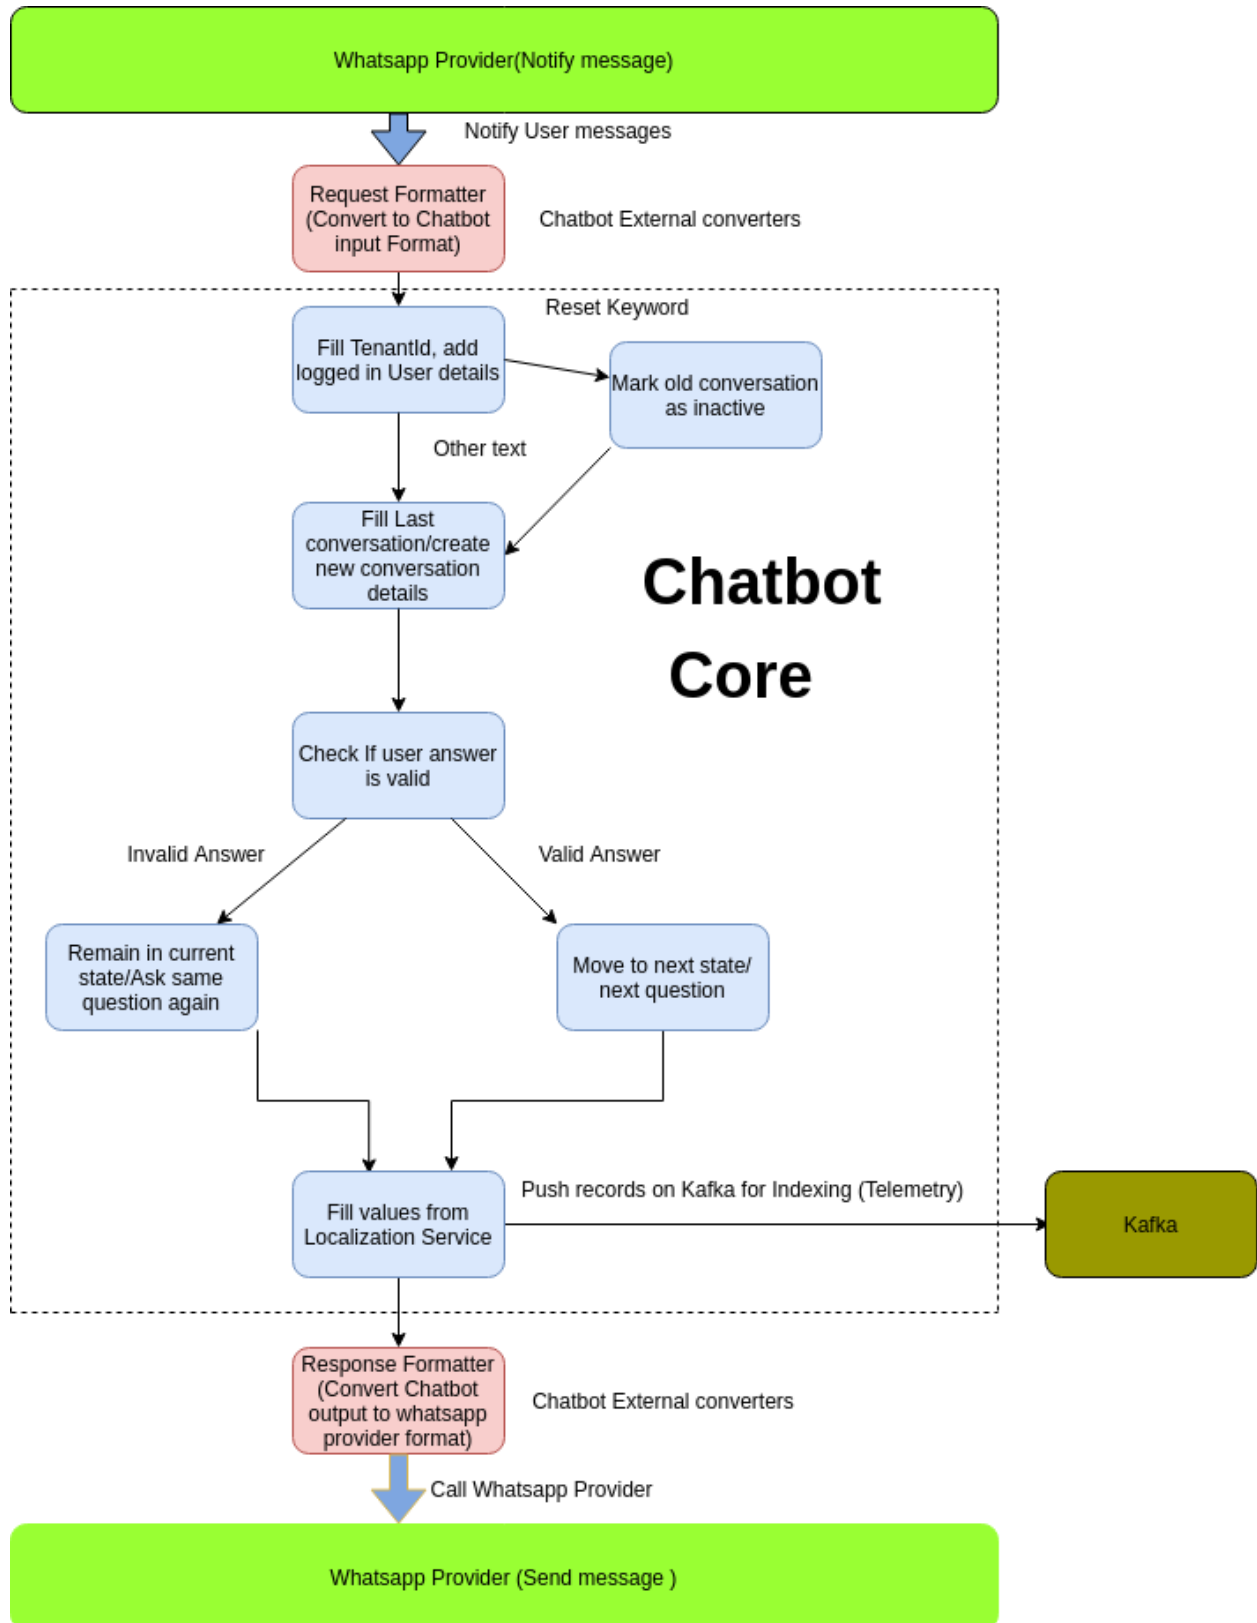 Whatsapp Provider(Notify message)
Notify User messages
Request Formatter
(Convert to Chatbot
input Format)
Chatbot External converters
Reset Keyword
Fill TenantId, add
logged in User details
Mark old conversation
as inactive
Other text
Fill Last
conversation/create
new conversation
details
Chatbot
Core
Check If user answer
is valid
Invalid Answer
Valid Answer
Remain in current
state/Ask same
question again
Move to next state/
next question
Push records on Kafka for Indexing (Telemetry)
Fill values from
Localization Service
Kafka
Response Formatter
(Convert Chatbot
output to whatsapp
provider format)
Chatbot External converters
Call Whatsapp Provider
Whatsapp Provider (Send message )